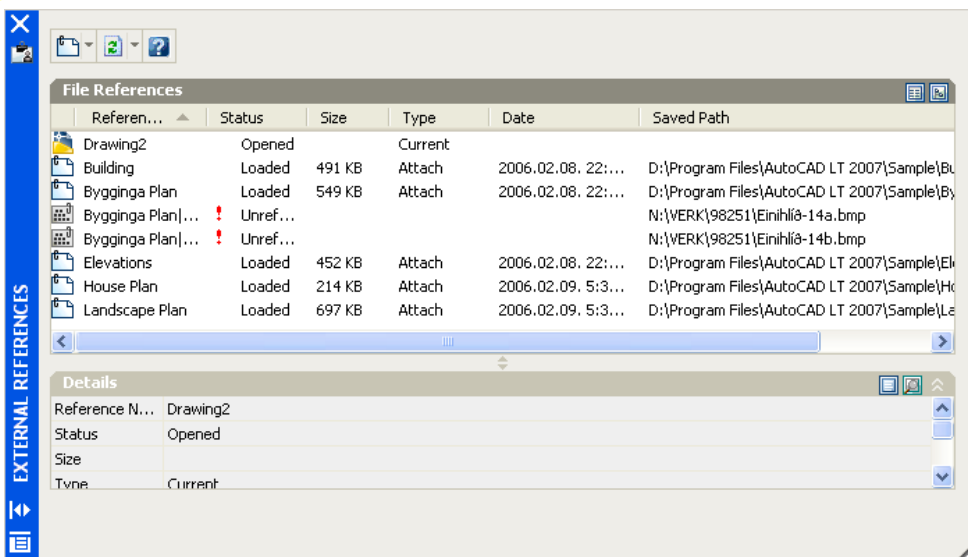 File References
Referen... Status Size Type Date Saved Path
Drawing2 Opened Current
Building Loaded 491 KB Attach 2006.02.08. 22:... D:\Program Files\AutoCAD LT 2007\Sample\Bu
Bygginga Plan Loaded 549 KB Attach 2006.02.08. 22:... D:\Program Files\AutoCAD LT 2007\Sample\By
Bygginga Plan|... ! Unref... N:\VERK\98251\Einihlíð-14a.bmp
Bygginga Plan|... ! Unref... N:\VERK\98251\Einihlíð-14b.bmp
Elevations Loaded 452 KB Attach 2006.02.08. 22:... D:\Program Files\AutoCAD LT 2007\Sample\El
House Plan Loaded 214 KB Attach 2006.02.09. 5:3... D:\Program Files\AutoCAD LT 2007\Sample\Ho
Landscape Plan Loaded 697 KB Attach 2006.02.09. 5:3... D:\Program Files\AutoCAD LT 2007\Sample\La
Details
Reference N... Drawing2
Status Opened
Size
Type Current
EXTERNAL REFERENCES